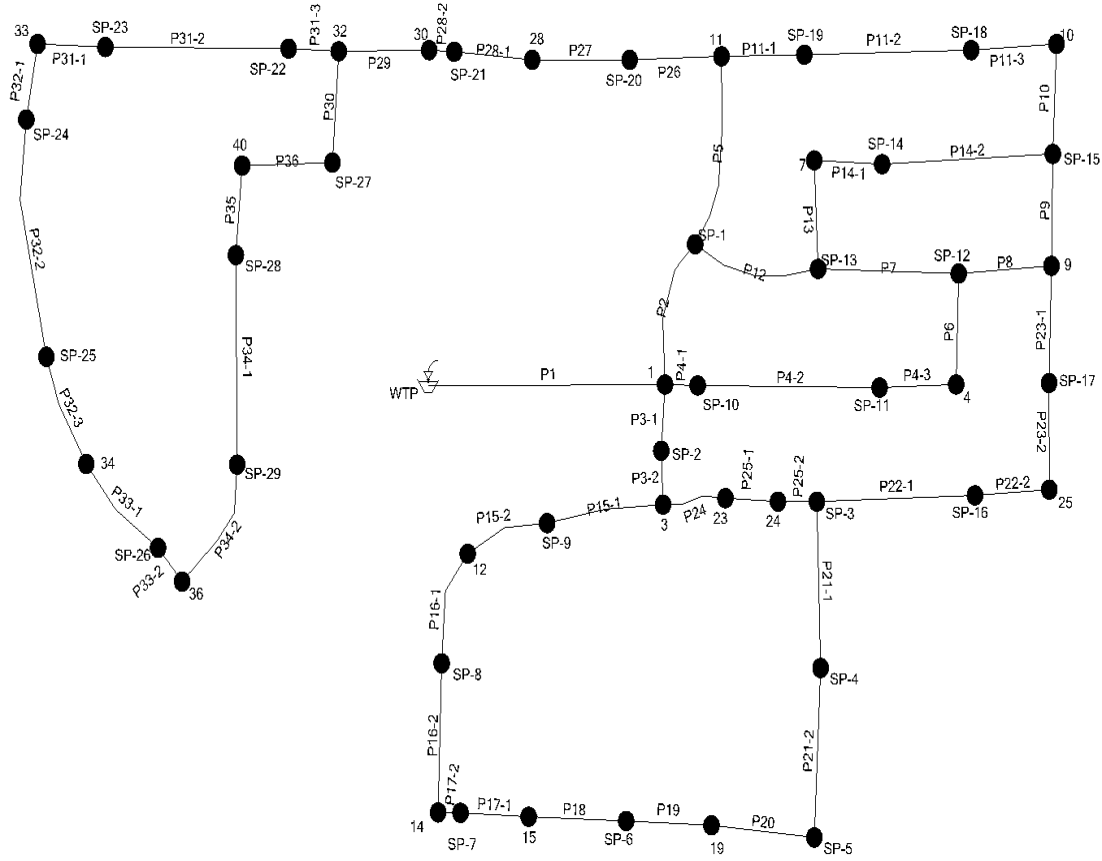 33
SP-23
P31-1
P31-2
P31-3
SP-22
32
P29
30
P28-2
SP-21
P28-1
28
P27
SP-20
P26
11
P11-1
SP-19
P11-2
SP-18
P11-3
10
P32-1
SP-24
P30
40
P36
SP-27
P5
7
P14-1
SP-14
P14-2
SP-15
P10
P32-2
P35
SP-28
SP-1
P12
P13
SP-13
P7
SP-12
P8
P9
9
P2
SP-25
P34-1
P1
WTP
1
P4-1
SP-10
P4-2
SP-11
P4-3
4
P6
P23-1
SP-17
P32-3
34
SP-29
P3-1
SP-2
P3-2
3
P24
P25-1
23
24
P25-2
SP-3
P22-1
SP-16
P22-2
25
P23-2
P33-1
SP-26
P33-2
36
P34-2
P15-1
P15-2
SP-9
12
P16-1
SP-8
P16-2
P21-1
SP-4
P21-2
14
P17-2
SP-7
P17-1
15
P18
SP-6
P19
19
P20
SP-5